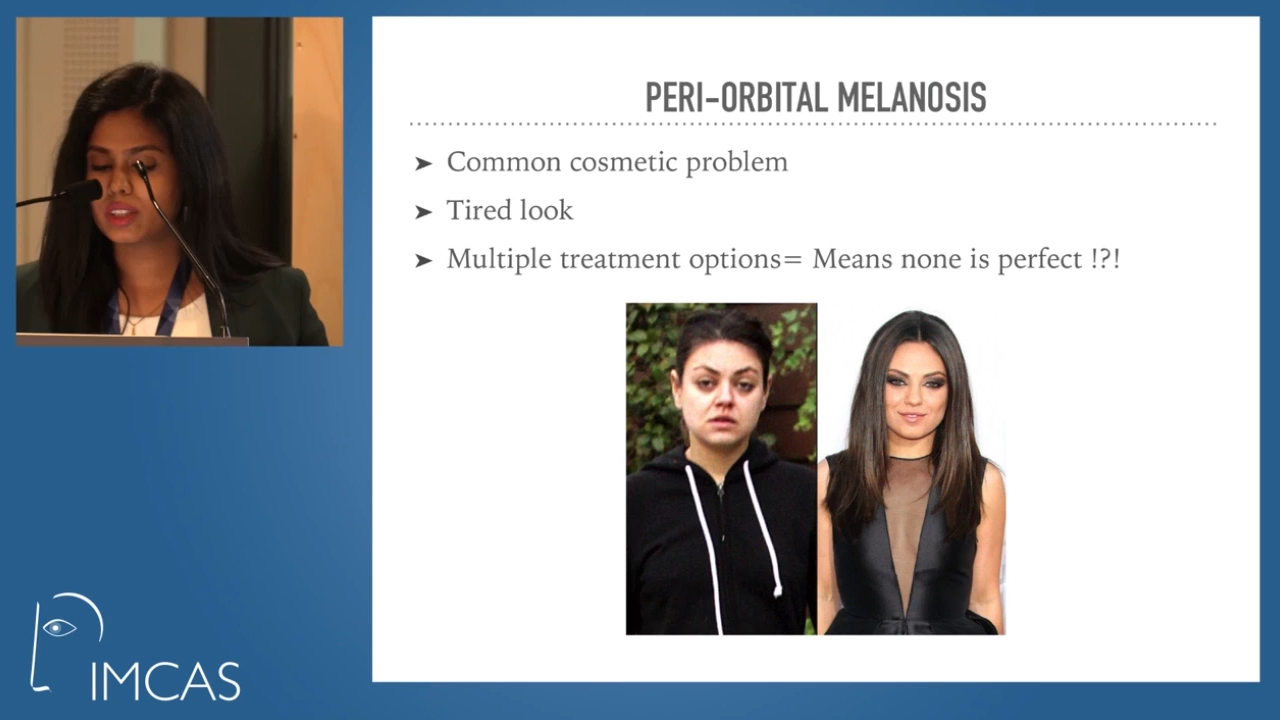 PERI-ORBITAL MELANOSIS
➤ Common cosmetic problem
➤ Tired look
➤ Multiple treatment options= Means none is perfect !?!
IMCAS